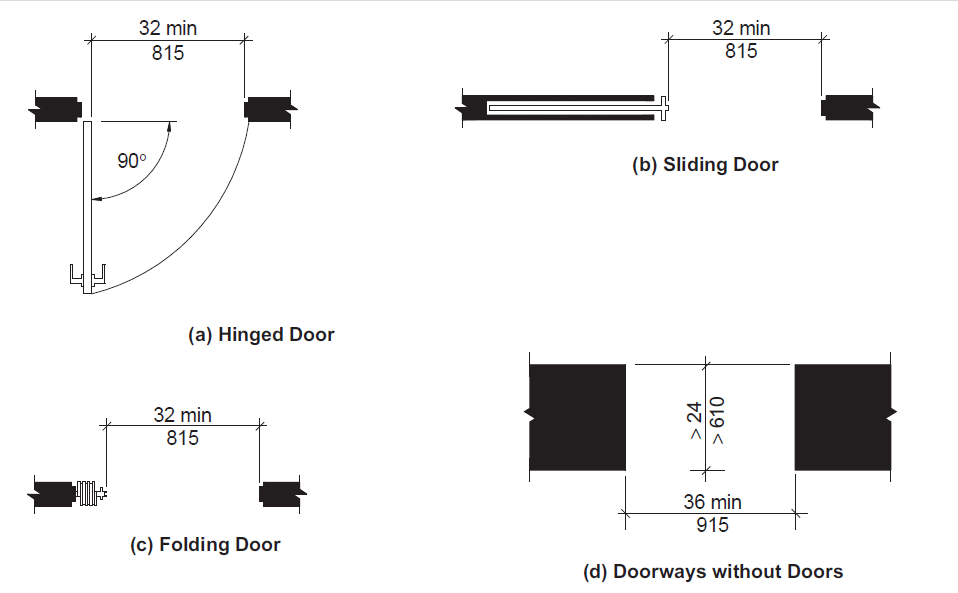 32 min
815
90°
(a) Hinged Door
32 min
815
(b) Sliding Door
32 min
815
(c) Folding Door
> 24
> 610
36 min
915
(d) Doorways without Doors